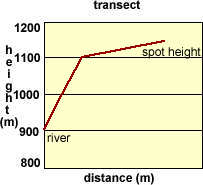 transect
1200
1100
1000
900
800
height
(m)
spot height
river
distance (m)